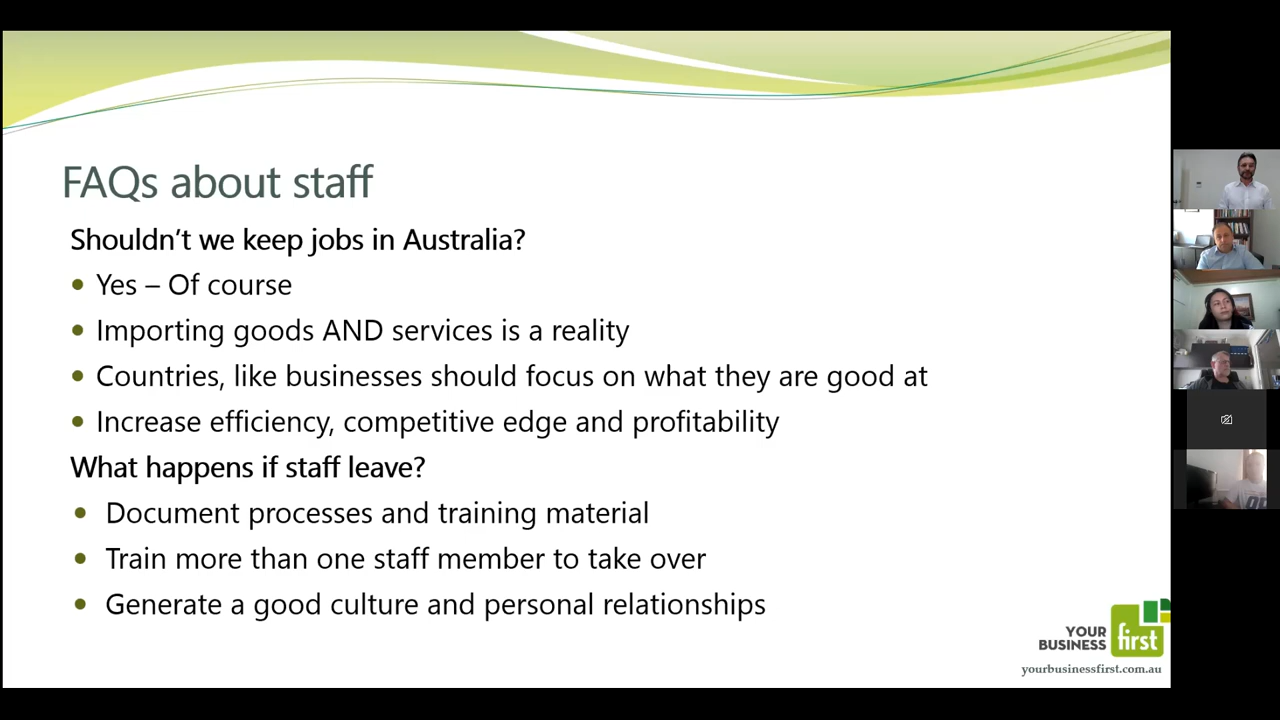 FAQs about staff
Shouldn't we keep jobs in Australia?
• Yes – Of course
• Importing goods AND services is a reality
• Countries, like businesses should focus on what they are good at
• Increase efficiency, competitive edge and profitability
What happens if staff leave?
• Document processes and training material
• Train more than one staff member to take over
• Generate a good culture and personal relationships
YOUR
BUSINESS first
yourbusinessfirst.com.au